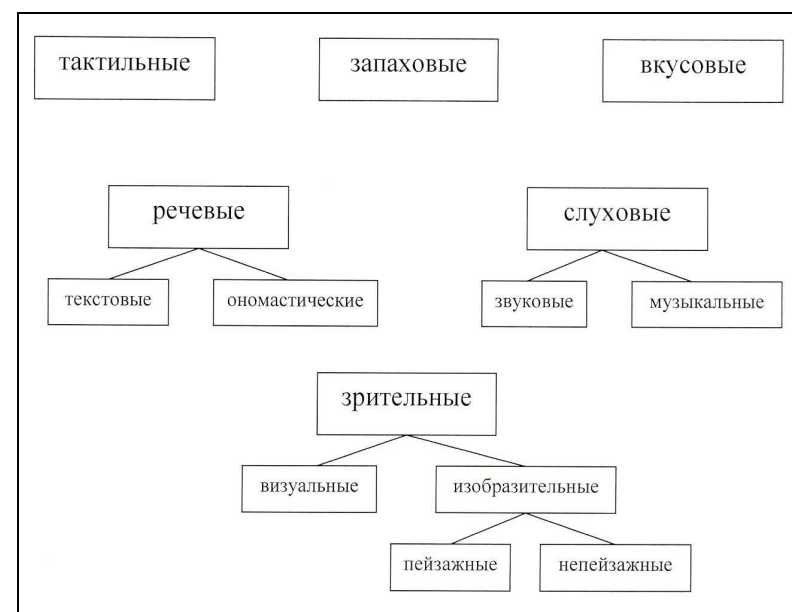 тактильные
запаховые
вкусовые
речевые
слуховые
текстовые
ономастические
звуковые
музыкальные
зрительные
визуальные
изобразительные
пейзажные
непейзажные